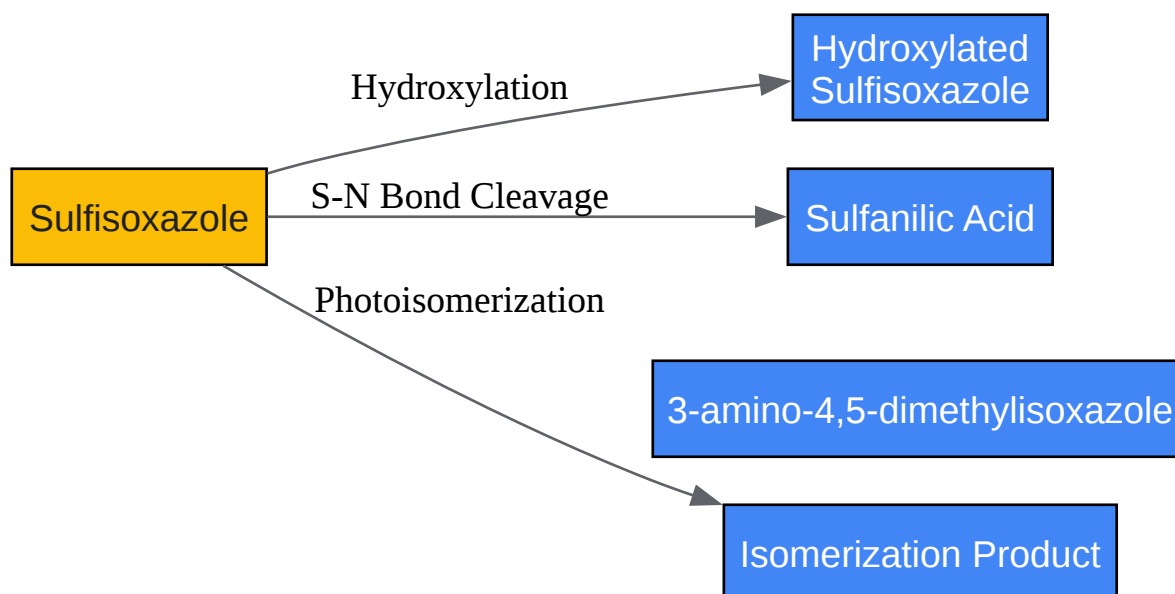 Hydroxylated
Sulfisoxazole
Hydroxylation
Sulfisoxazole
S-N Bond Cleavage
Sulfanilic Acid
Photoisomerization
3-amino-4,5-dimethylisoxazole
Isomerization Product